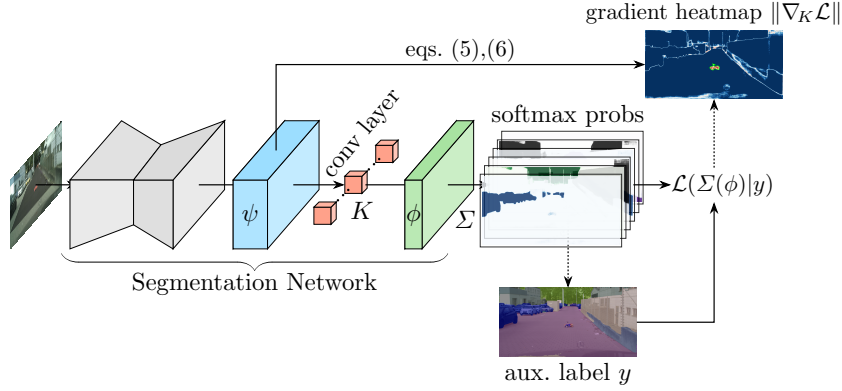 gradient heatmap ‖∇_K ℒ‖
eqs. (5),(6)
conv layer
softmax probs
ψ
K
ϕ
Σ
ℒ(Σ(ϕ)|y)
Segmentation Network
aux. label y